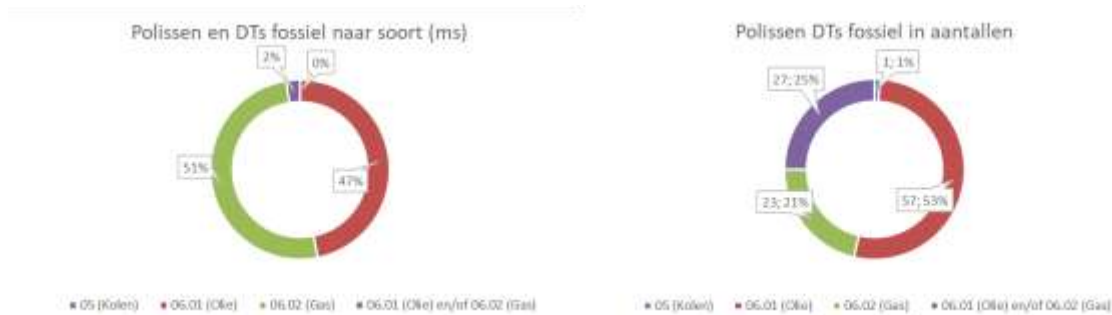 Polissen en DTs fossiel naar soort (ms)
2%
0%
51%
47%
05 (Kolen) 06.01 (Olie) 06.02 (Gas) 06.01 (Olie) en/of 06.02 (Gas)
Polissen DTs fossiel in aantallen
1; 1%
27; 25%
23; 21%
57; 53%
05 (Kolen) 06.01 (Olie) 06.02 (Gas) 06.01 (Olie) en/of 06.02 (Gas)